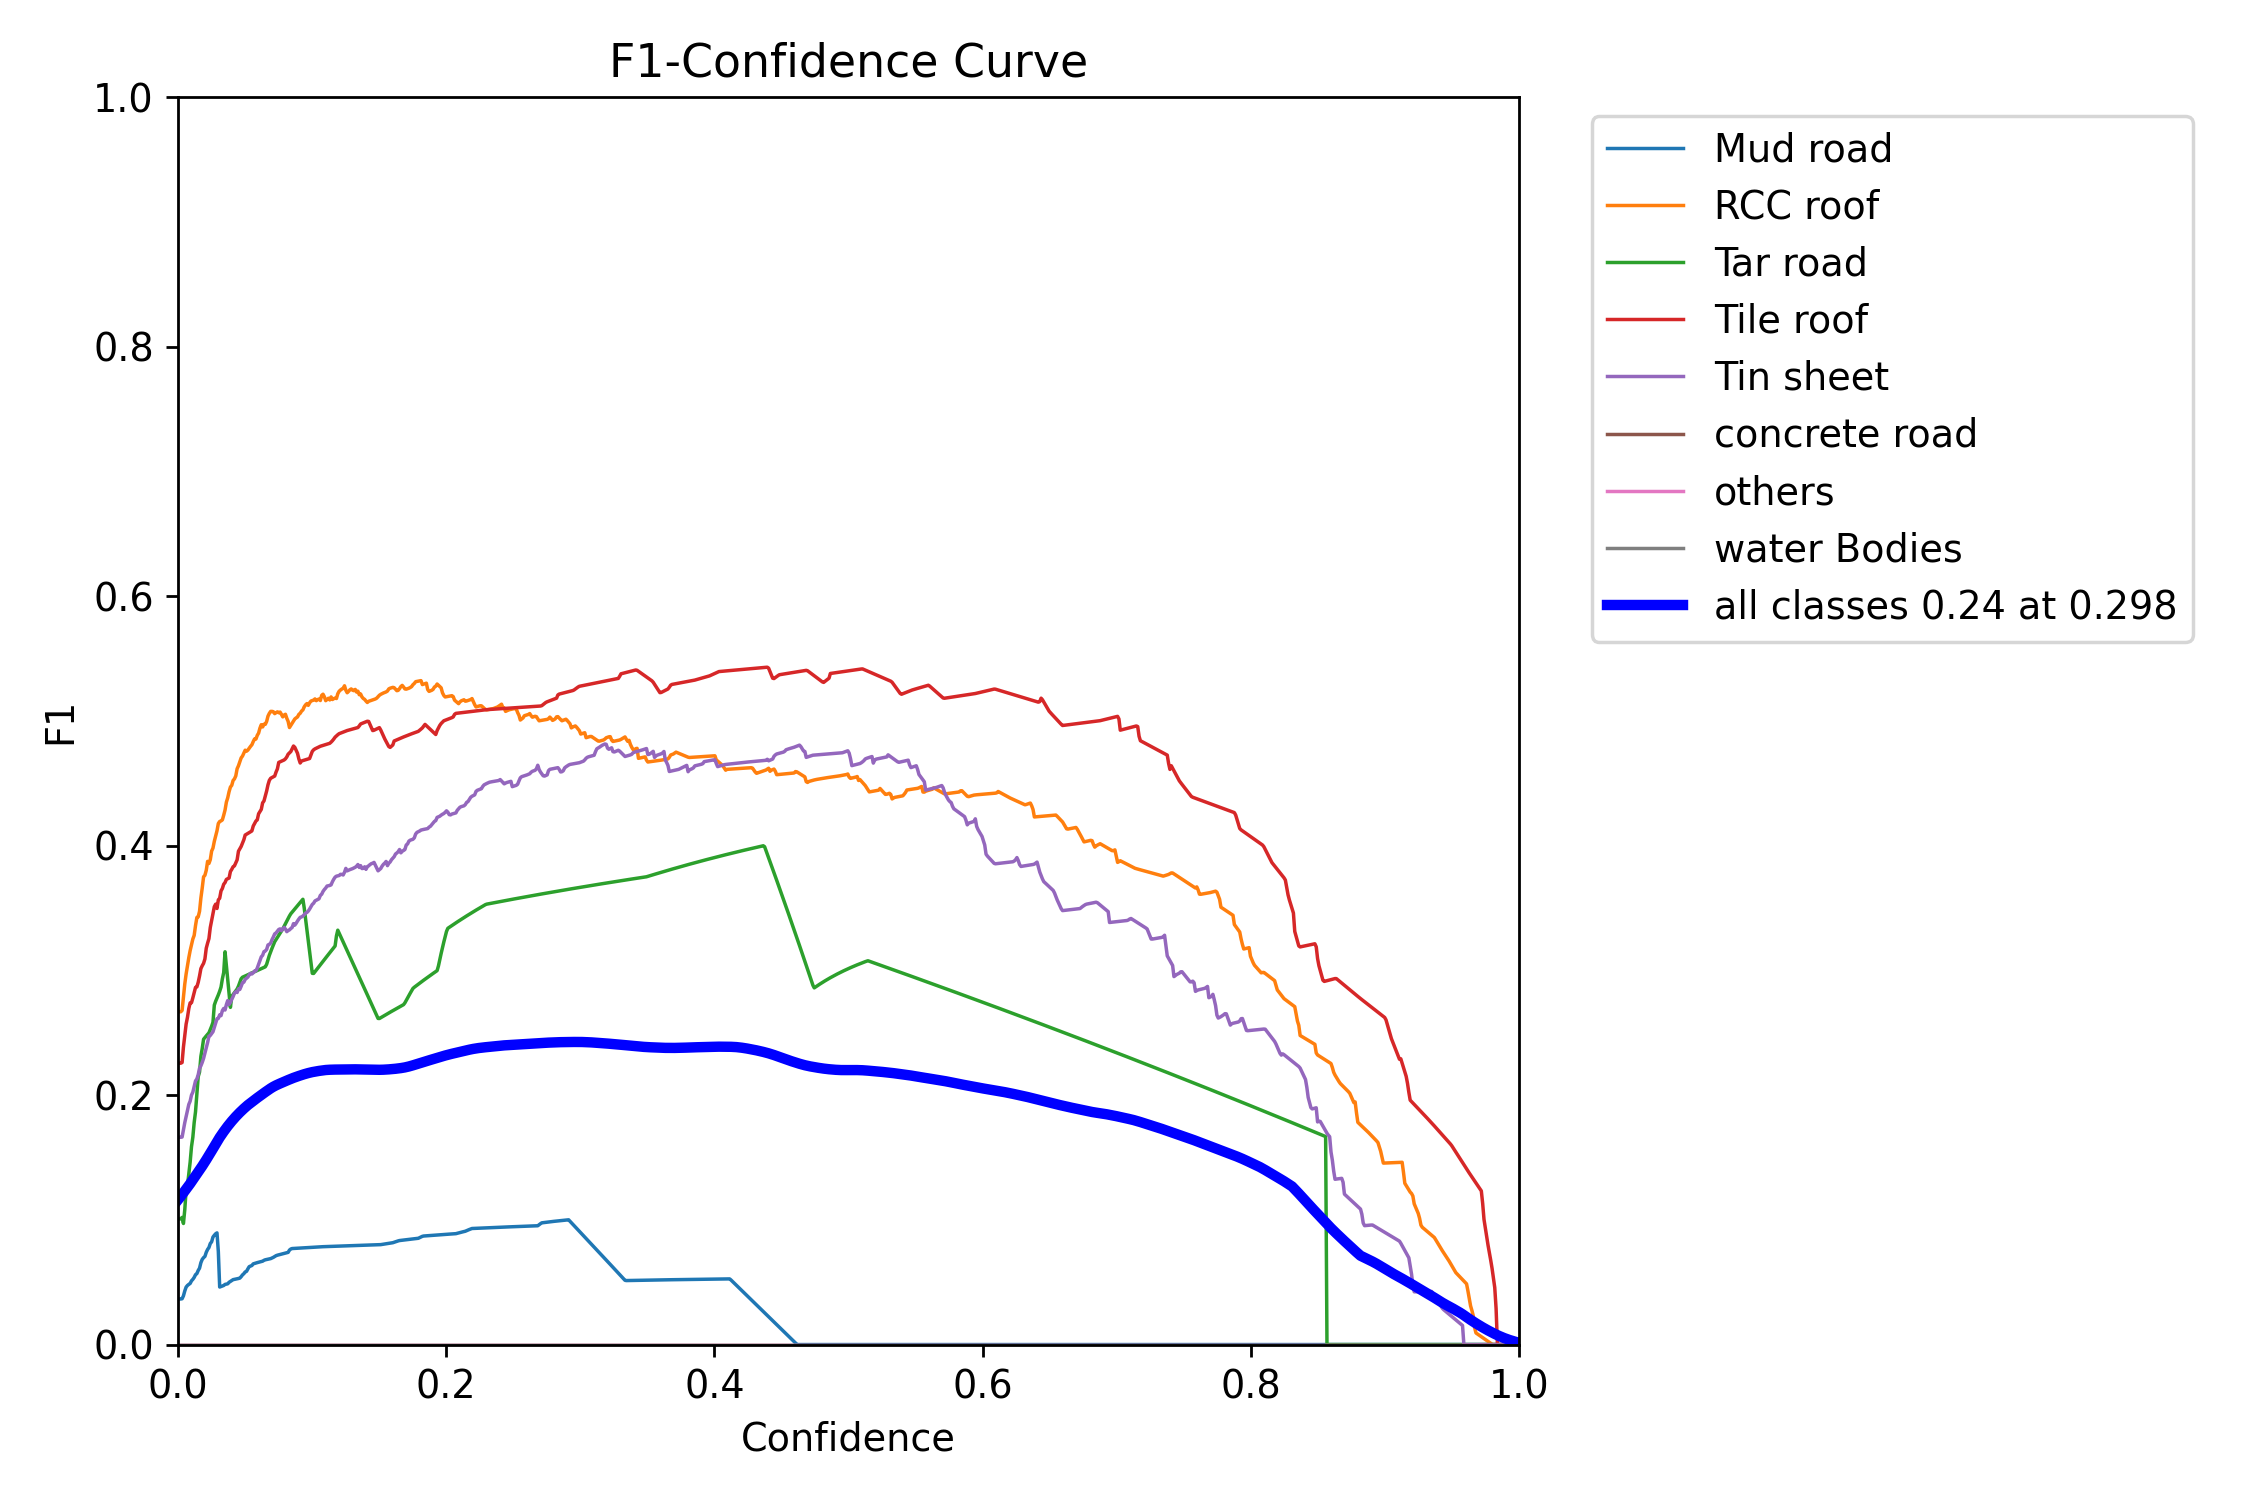 F1-Confidence Curve
1.0
0.8
0.6
0.4
0.2
0.0
F1
0.0 0.2 0.4 0.6 0.8 1.0
Confidence
Mud road
RCC roof
Tar road
Tile roof
Tin sheet
concrete road
others
water Bodies
all classes 0.24 at 0.298